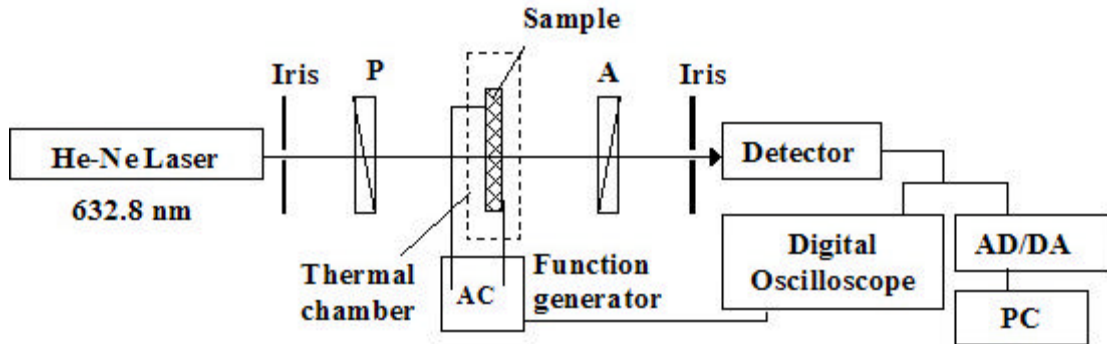 Sample
Iris
P
A
Iris
He-Ne Laser
632.8 nm
Detector
Thermal
chamber
AC
Function
generator
Digital
Oscilloscope
AD/DA
PC